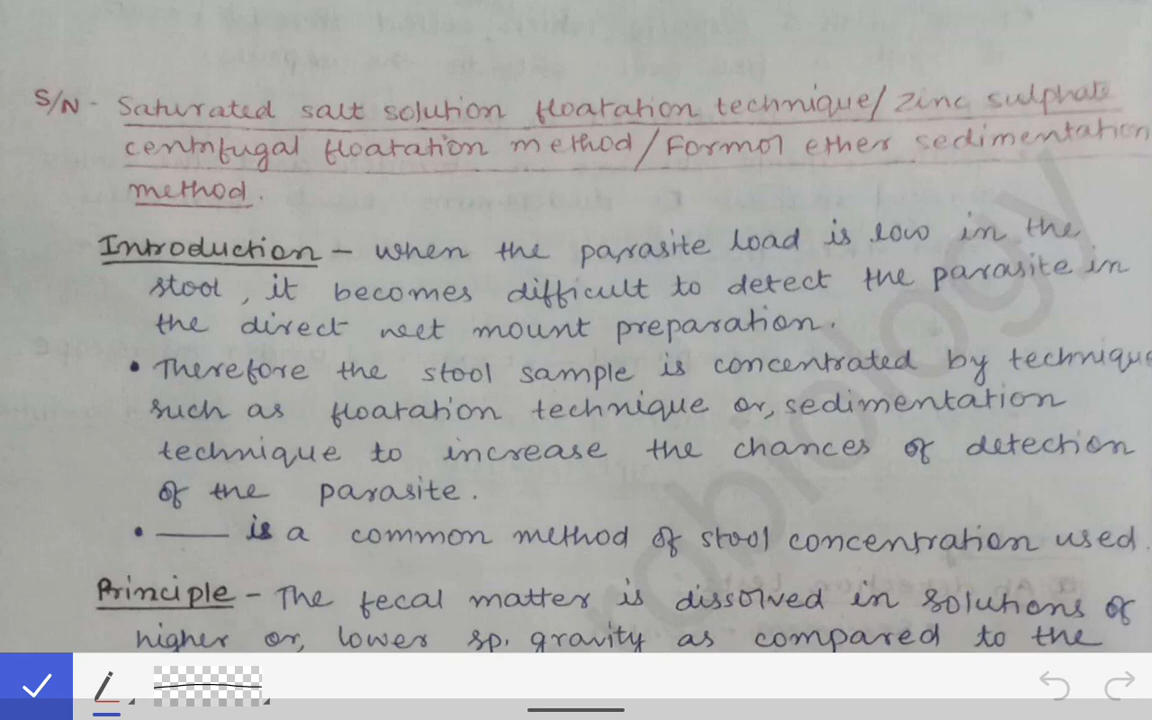 S/N - Saturated salt solution floatation technique/ zinc sulphate
centrifugal floatation method / Formol ether sedimentation
method.
Introduction - when the parasite load is low in the
stool, it becomes difficult to detect the parasite in
the direct wet mount preparation.
• Therefore the stool sample is concentrated by technique
such as floatation technique or, sedimentation
technique to increase the chances of detection
of the parasite.
• —— is a common method of stool concentration used.
Principle - The fecal matter is dissolved in solutions of
higher or, lower sp. gravity as compared to the